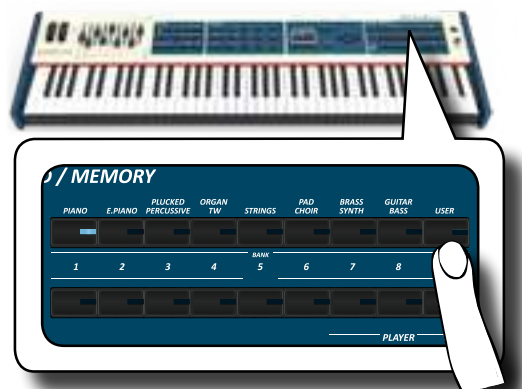 / MEMORY
PIANO E.PIANO PLUCKED PERCUSSIVE ORGAN TW STRINGS PAD CHOIR BRASS SYNTH GUITAR BASS USER
BANK
1 2 3 4 5 6 7 8
PLAYER